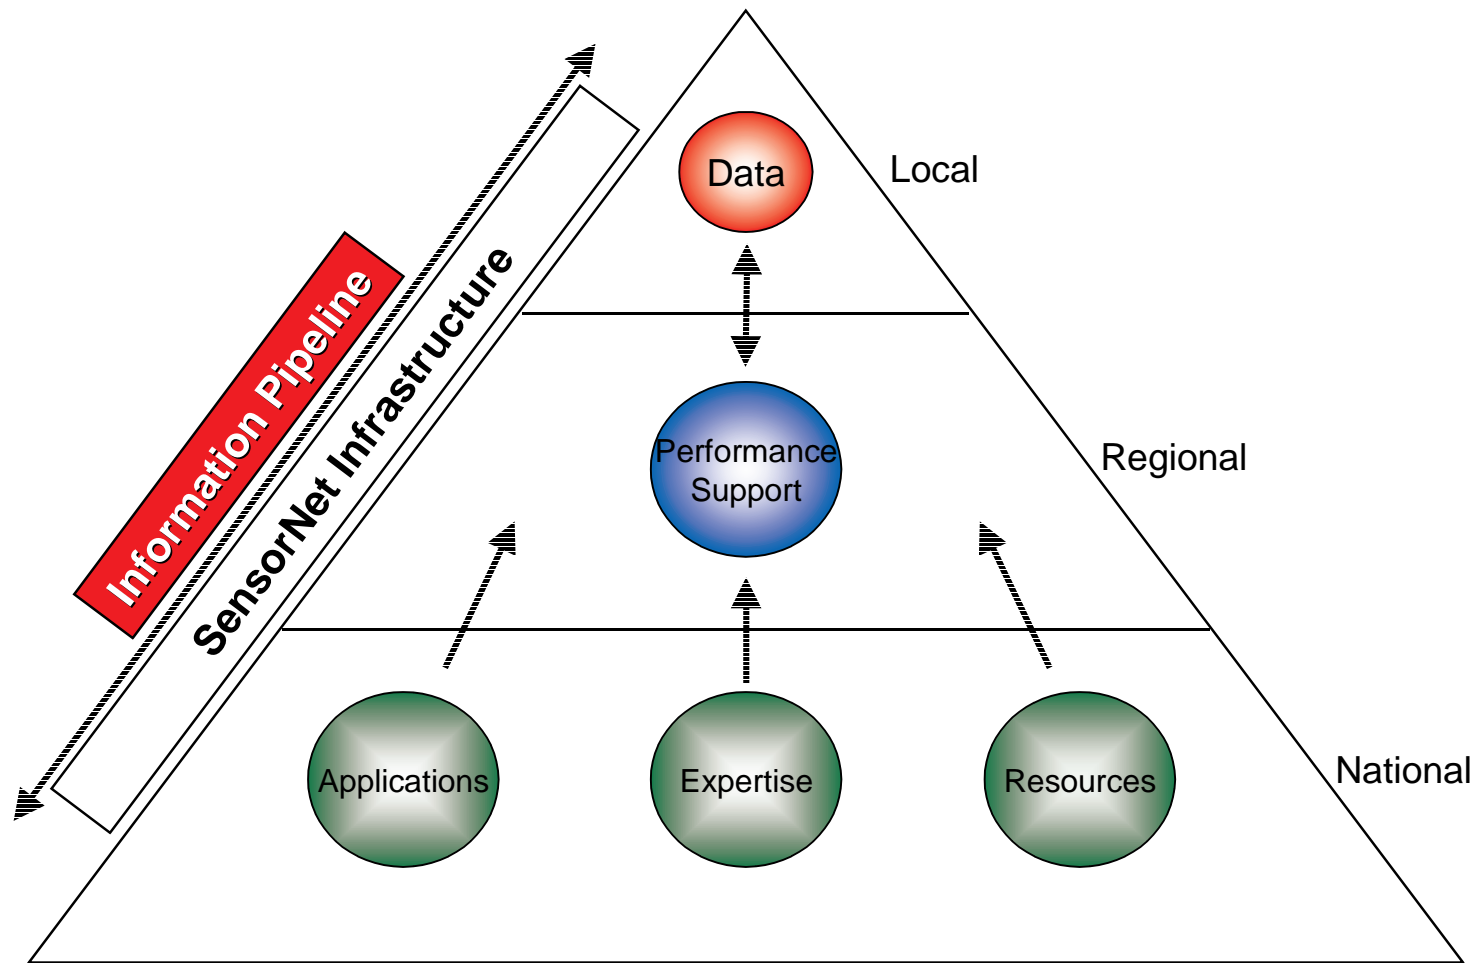 Data
Local
Information Pipeline
SensorNet Infrastructure
Performance
Support
Regional
Applications
Expertise
Resources
National